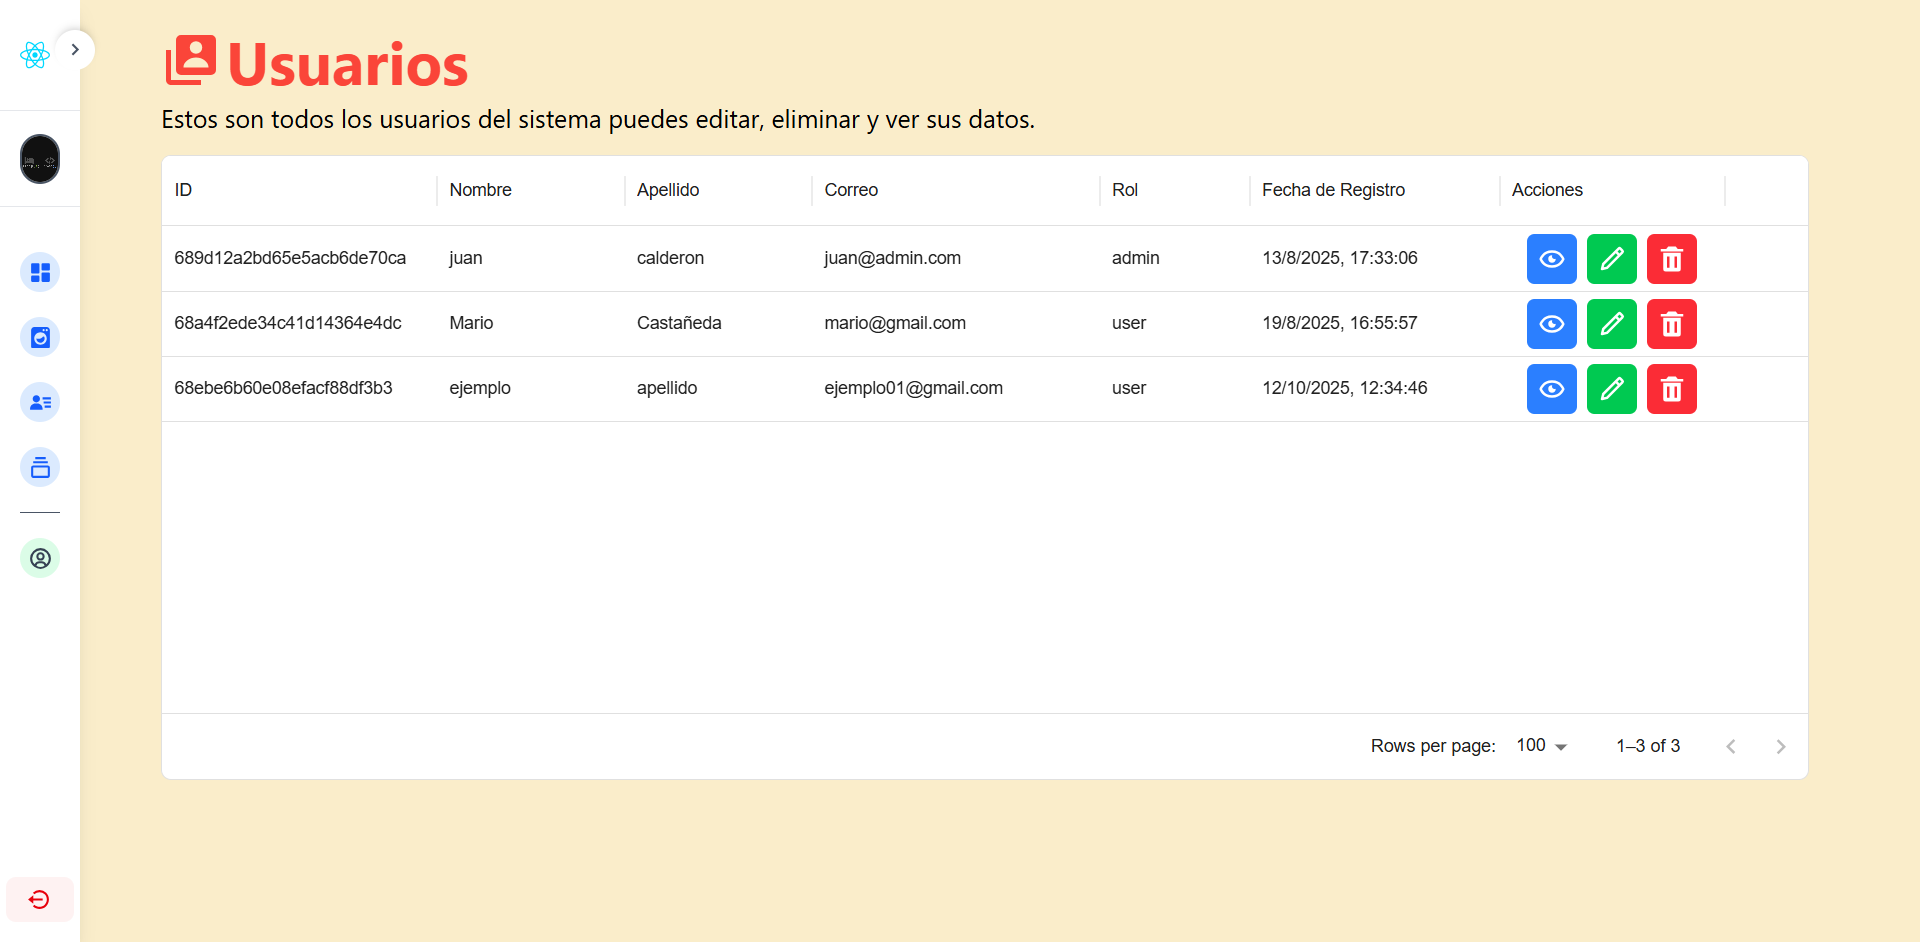 Usuarios
Estos son todos los usuarios del sistema puedes editar, eliminar y ver sus datos.
ID Nombre Apellido Correo Rol Fecha de Registro Acciones
689d12a2bd65e5acb6de70ca juan calderon juan@admin.com admin 13/8/2025, 17:33:06
68a4f2ede34c41d14364e4dc Mario Castañeda mario@gmail.com user 19/8/2025, 16:55:57
68ebe6b60e08efacf88df3b3 ejemplo apellido ejemplo01@gmail.com user 12/10/2025, 12:34:46
Rows per page: 100 1–3 of 3